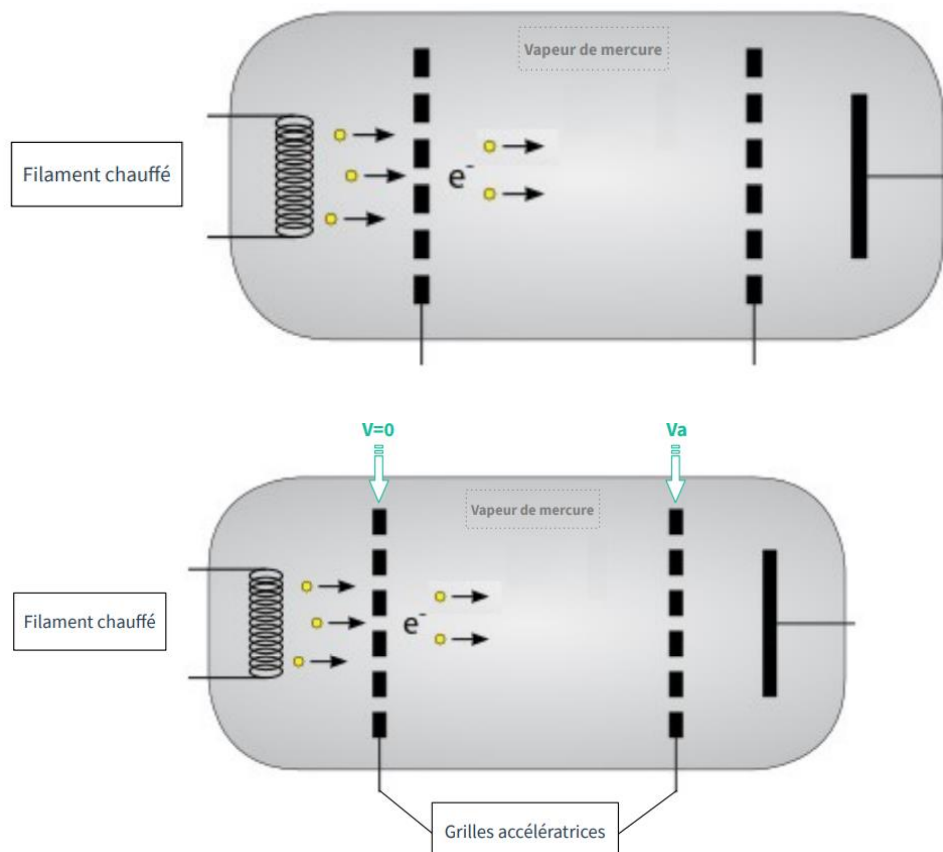 Vapeur de mercure
Filament chauffé
e⁻
V=0
Va
Vapeur de mercure
Filament chauffé
e⁻
Grilles accélératrices